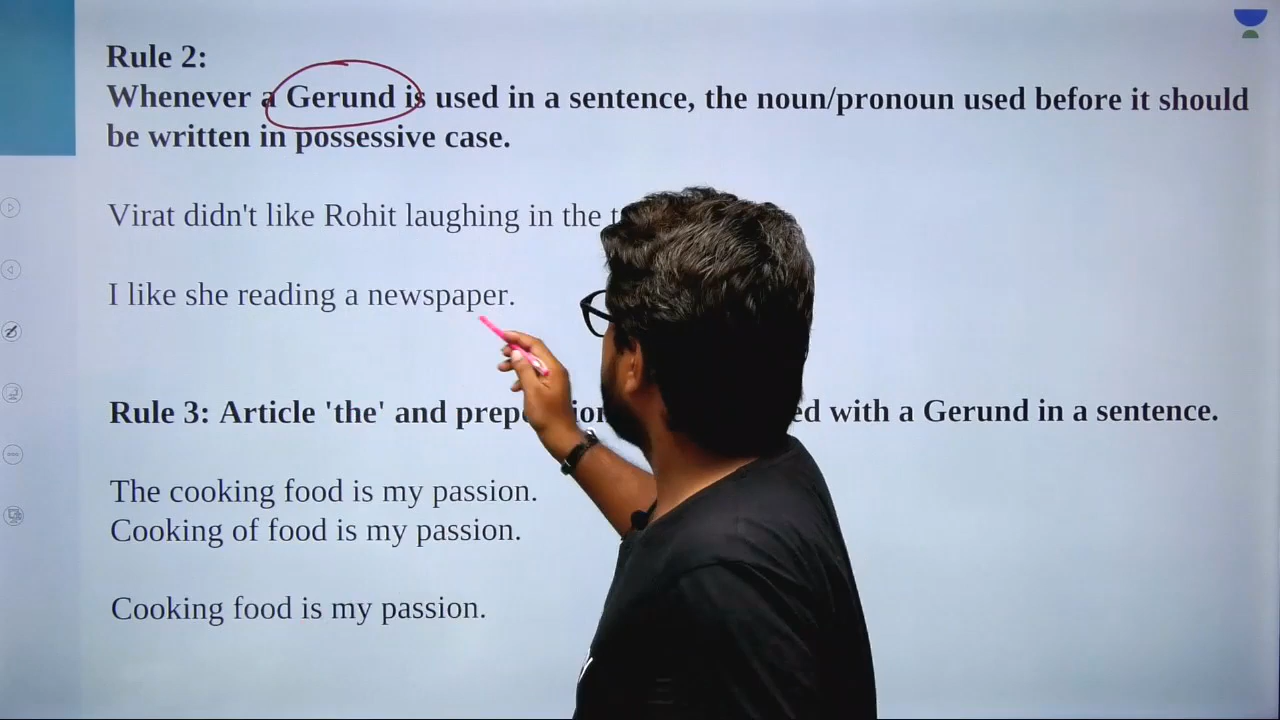 Rule 2:
Whenever a Gerund is used in a sentence, the noun/pronoun used before it should
be written in possessive case.
Virat didn't like Rohit laughing in the
I like she reading a newspaper.
Rule 3: Article 'the' and with a Gerund in a sentence.
The cooking food is my passion.
Cooking of food is my passion.
Cooking food is my passion.